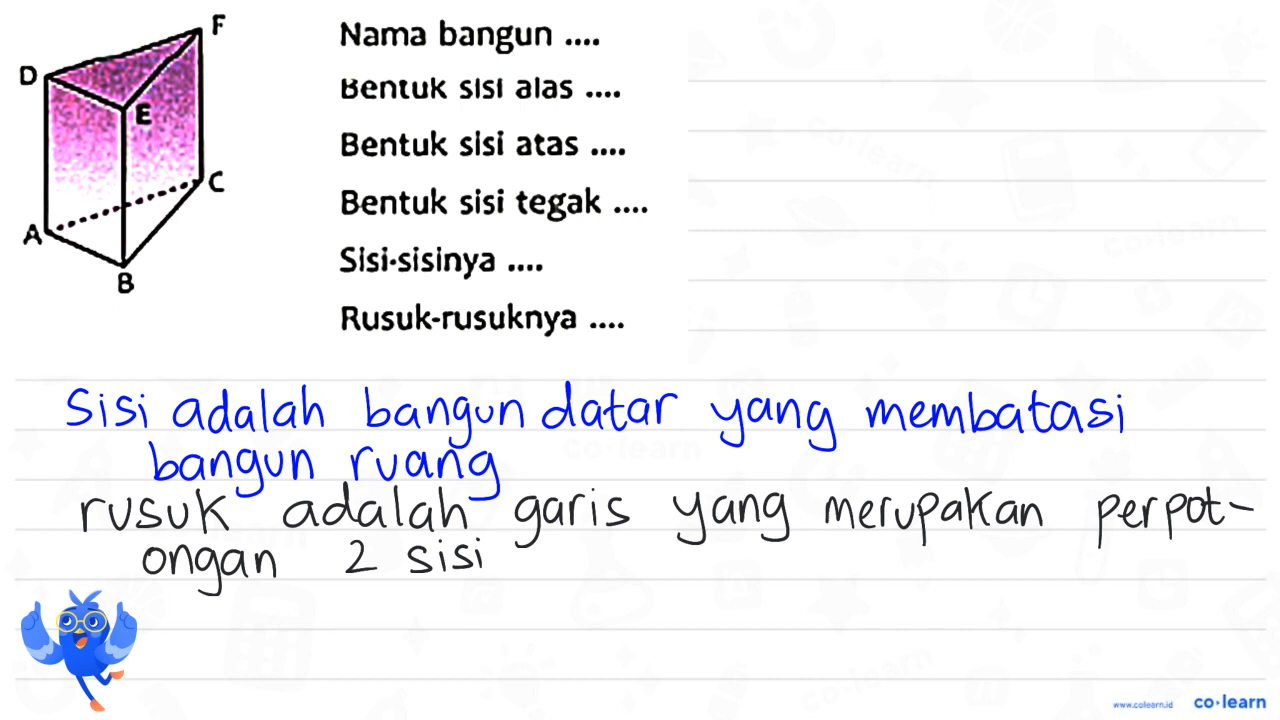 F
Nama bangun ....
D
Bentuk sisi alas ....
E
Bentuk sisi atas ....
C
Bentuk sisi tegak ....
A
Sisi-sisinya ....
B
Rusuk-rusuknya ....
Sisi adalah bangun datar yang membatasi
bangun ruang
rusuk adalah garis yang merupakan perpot-
ongan 2 sisi
www.colearn.id co·learn